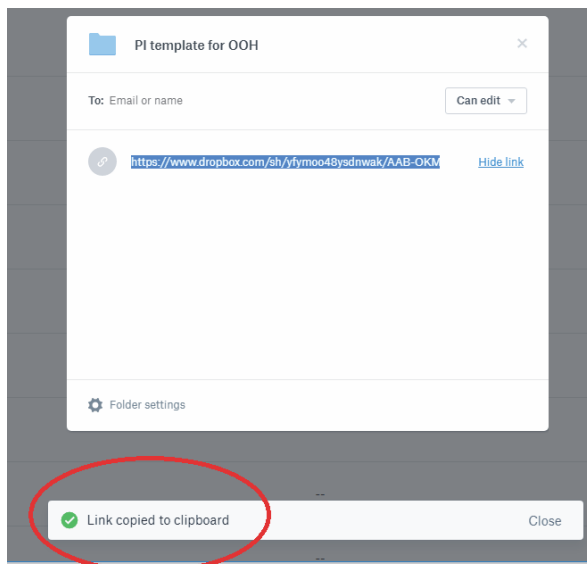 PI template for OOH
To: Email or name
Can edit
https://www.dropbox.com/sh/yfymoo48ysdnwak/AAB-OKM
Hide link
Folder settings
--
Link copied to clipboard
Close
--